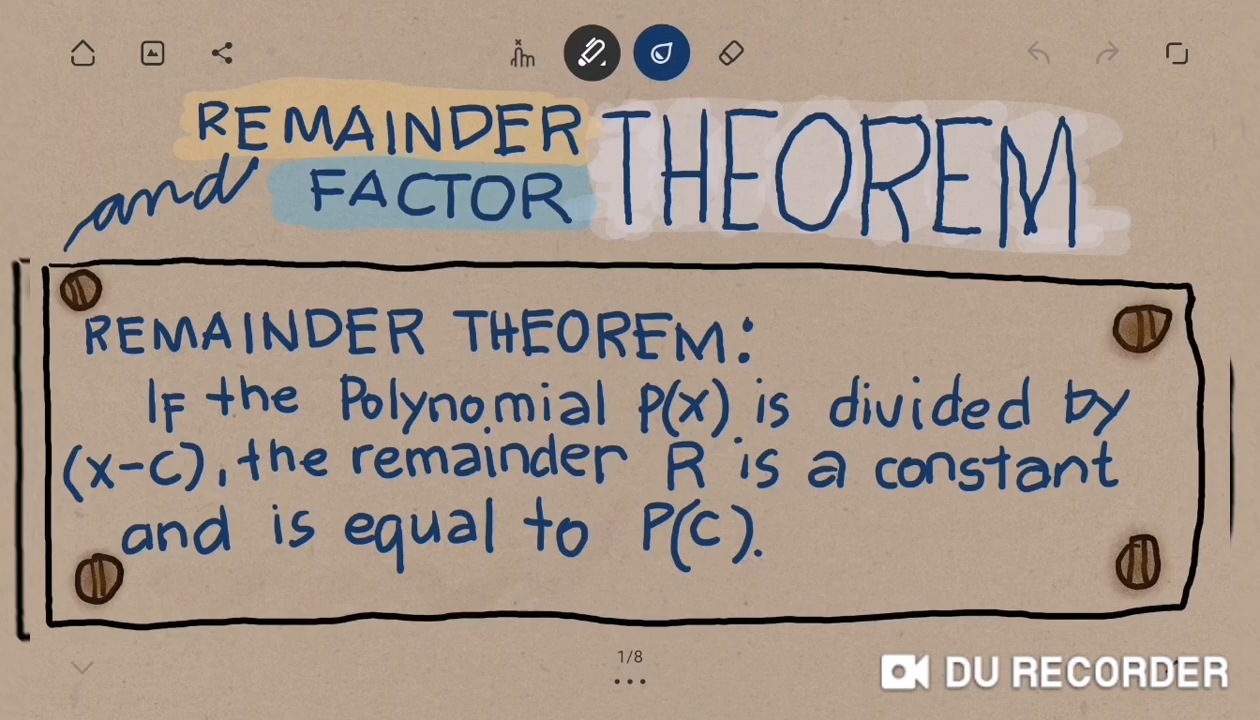 REMAINDER THEOREM
and FACTOR
REMAINDER THEOREM:
IF the Polynomial P(x) is divided by
(x-c), the remainder R is a constant
and is equal to P(c).
1/8
DU RECORDER